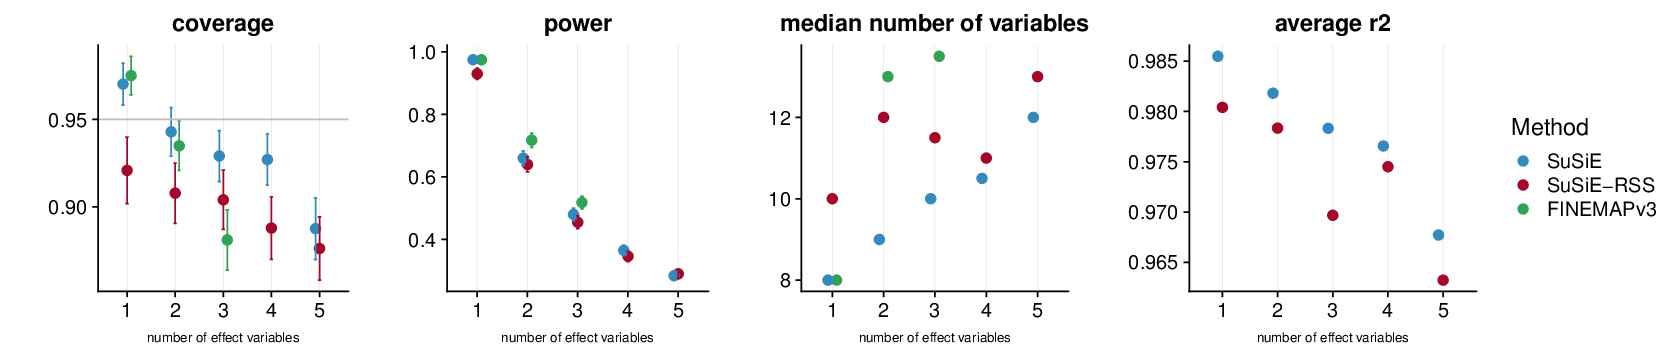 coverage
0.95
0.90
1
2
3
4
5
number of effect variables
power
1.0
0.8
0.6
0.4
1
2
3
4
5
number of effect variables
median number of variables
12
10
8
1
2
3
4
5
number of effect variables
average r2
0.985
0.980
0.975
0.970
0.965
1
2
3
4
5
number of effect variables
Method
SuSiE
SuSiE−RSS
FINEMAPv3